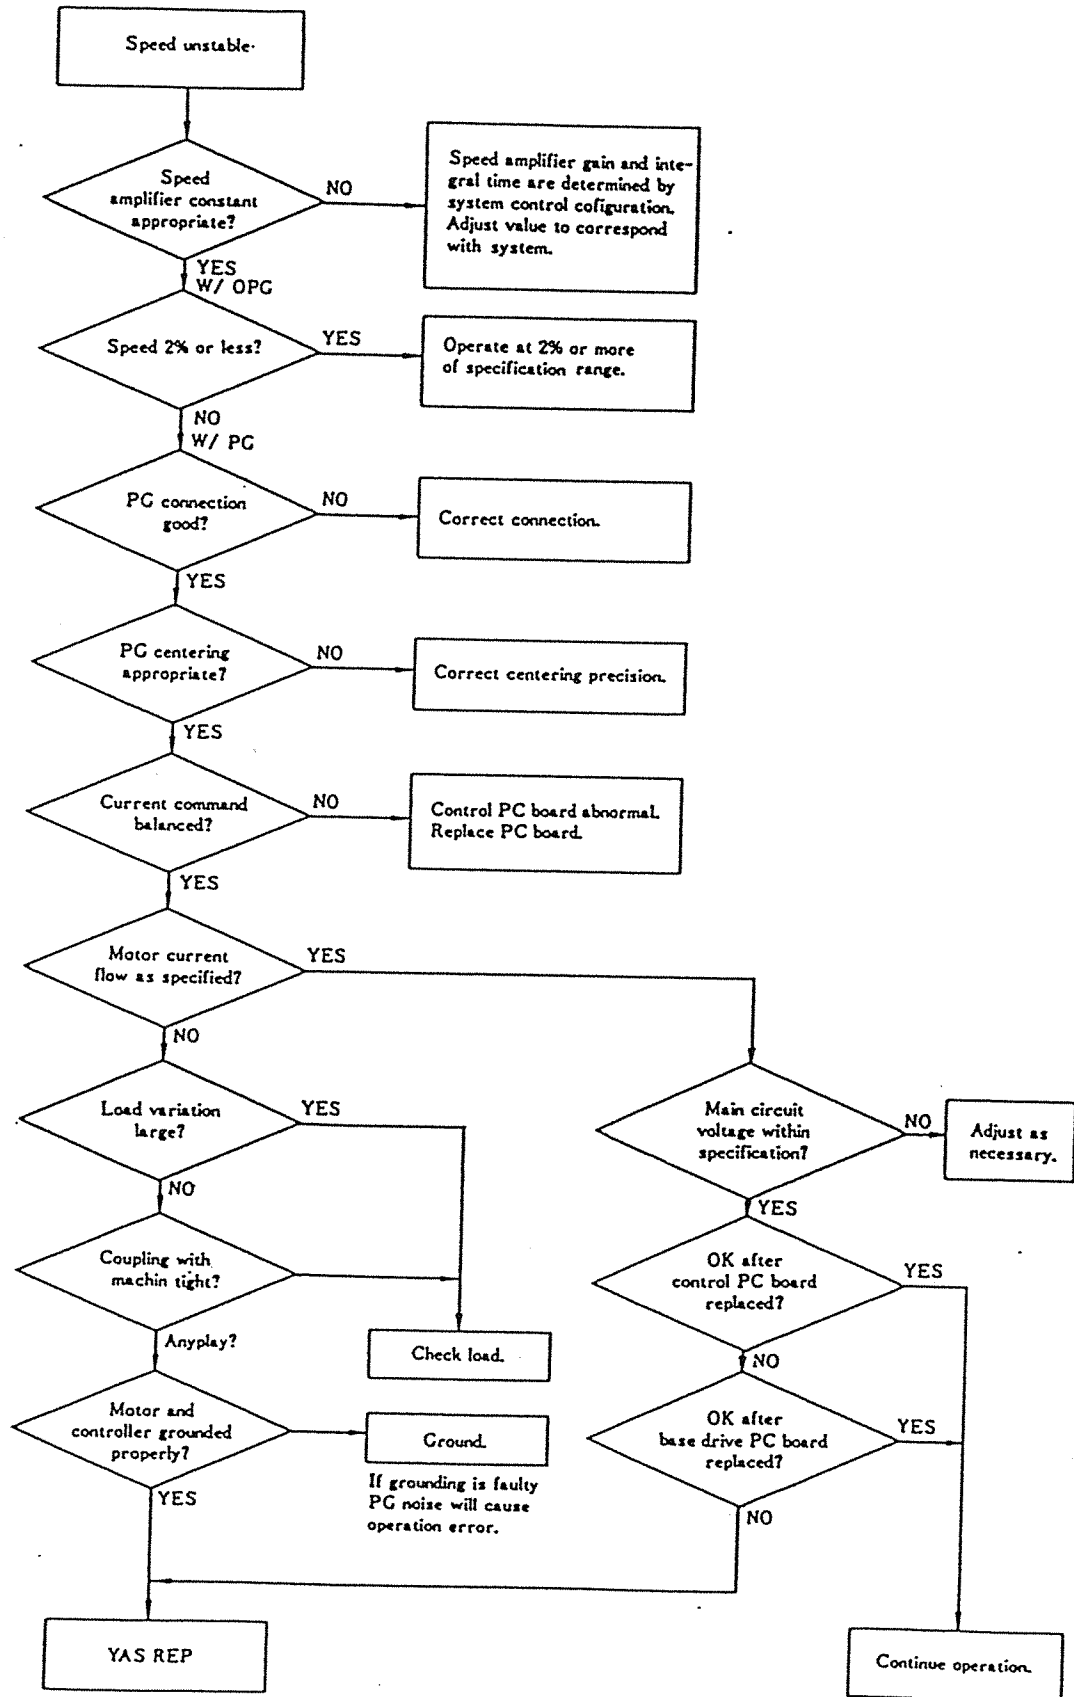 Speed unstable.
Speed
amplifier constant
appropriate?
NO
Speed amplifier gain and inte-
gral time are determined by
system control cofiguration.
Adjust value to correspond
with system.
YES
W/ OPG
Speed 2% or less?
YES
Operate at 2% or more
of specification range.
NO
W/ PG
PG connection
good?
NO
Correct connection.
YES
PG centering
appropriate?
NO
Correct centering precision.
YES
Current command
balanced?
NO
Control PC board abnormal.
Replace PC board.
YES
Motor current
flow as specified?
YES
NO
Load variation
large?
YES
Main circuit
voltage within
specification?
NO
Adjust as
necessary.
NO
YES
Coupling with
machin tight?
OK after
control PC board
replaced?
YES
Anyplay?
Check load.
NO
Motor and
controller grounded
properly?
Ground.
OK after
base drive PC board
replaced?
YES
YES
If grounding is faulty
PG noise will cause
operation error.
NO
YAS REP
Continue operation.